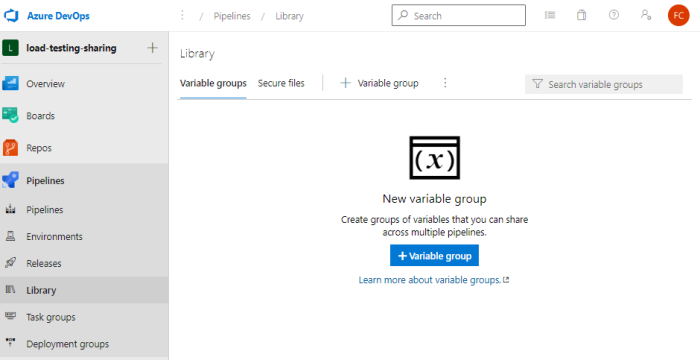 Azure DevOps
/ Pipelines / Library
Search
FC
L load-testing-sharing
Overview
Boards
Repos
Pipelines
Pipelines
Environments
Releases
Library
Task groups
Deployment groups
Library
Variable groups Secure files + Variable group Search variable groups
(x)
New variable group
Create groups of variables that you can share
across multiple pipelines.
+ Variable group
Learn more about variable groups.